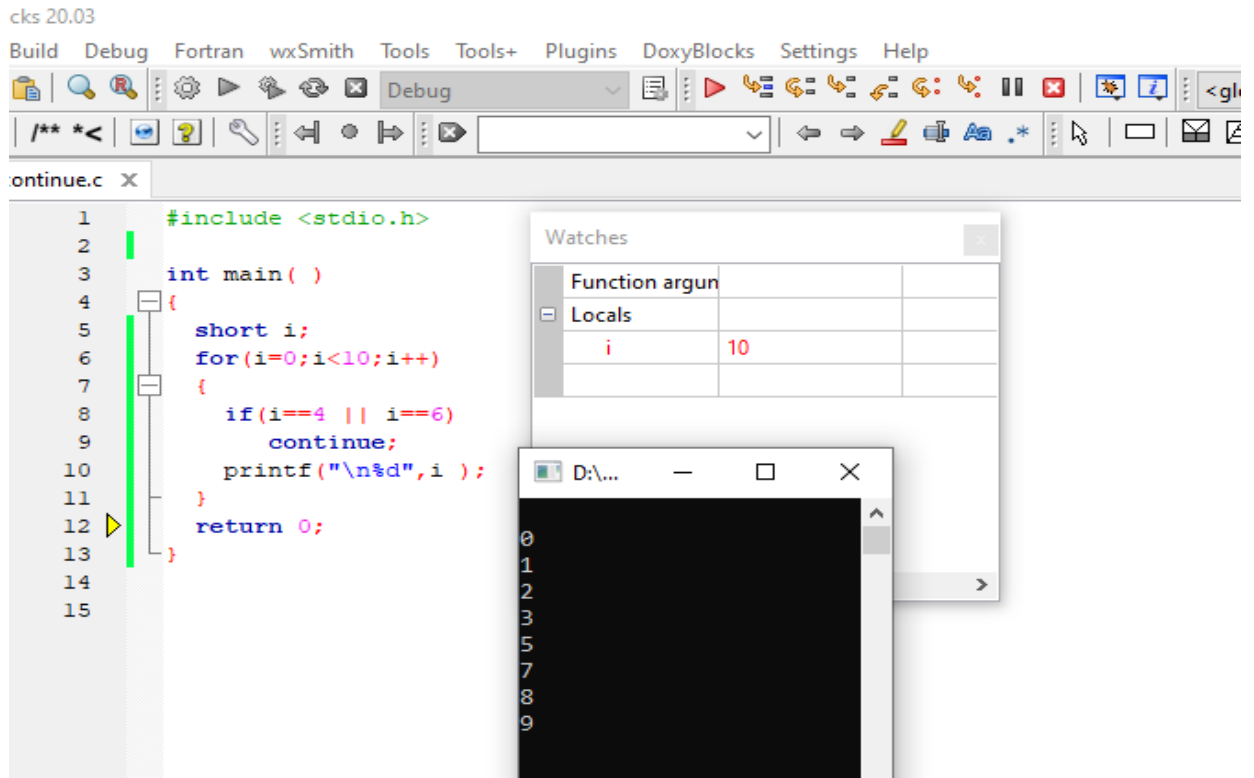 cks 20.03
Build Debug Fortran wxSmith Tools Tools+ Plugins DoxyBlocks Settings Help
Debug
<glo
/** *<
Aa .*
continue.c X
1 #include <stdio.h>
2
3 int main( )
4 {
5 short i;
6 for(i=0;i<10;i++)
7 {
8 if(i==4 || i==6)
9 continue;
10 printf("\n%d",i );
11 }
12 return 0;
13 }
14
15
Watches
x
Function argun
Locals
i 10
D:\...
0
1
2
3
5
7
8
9